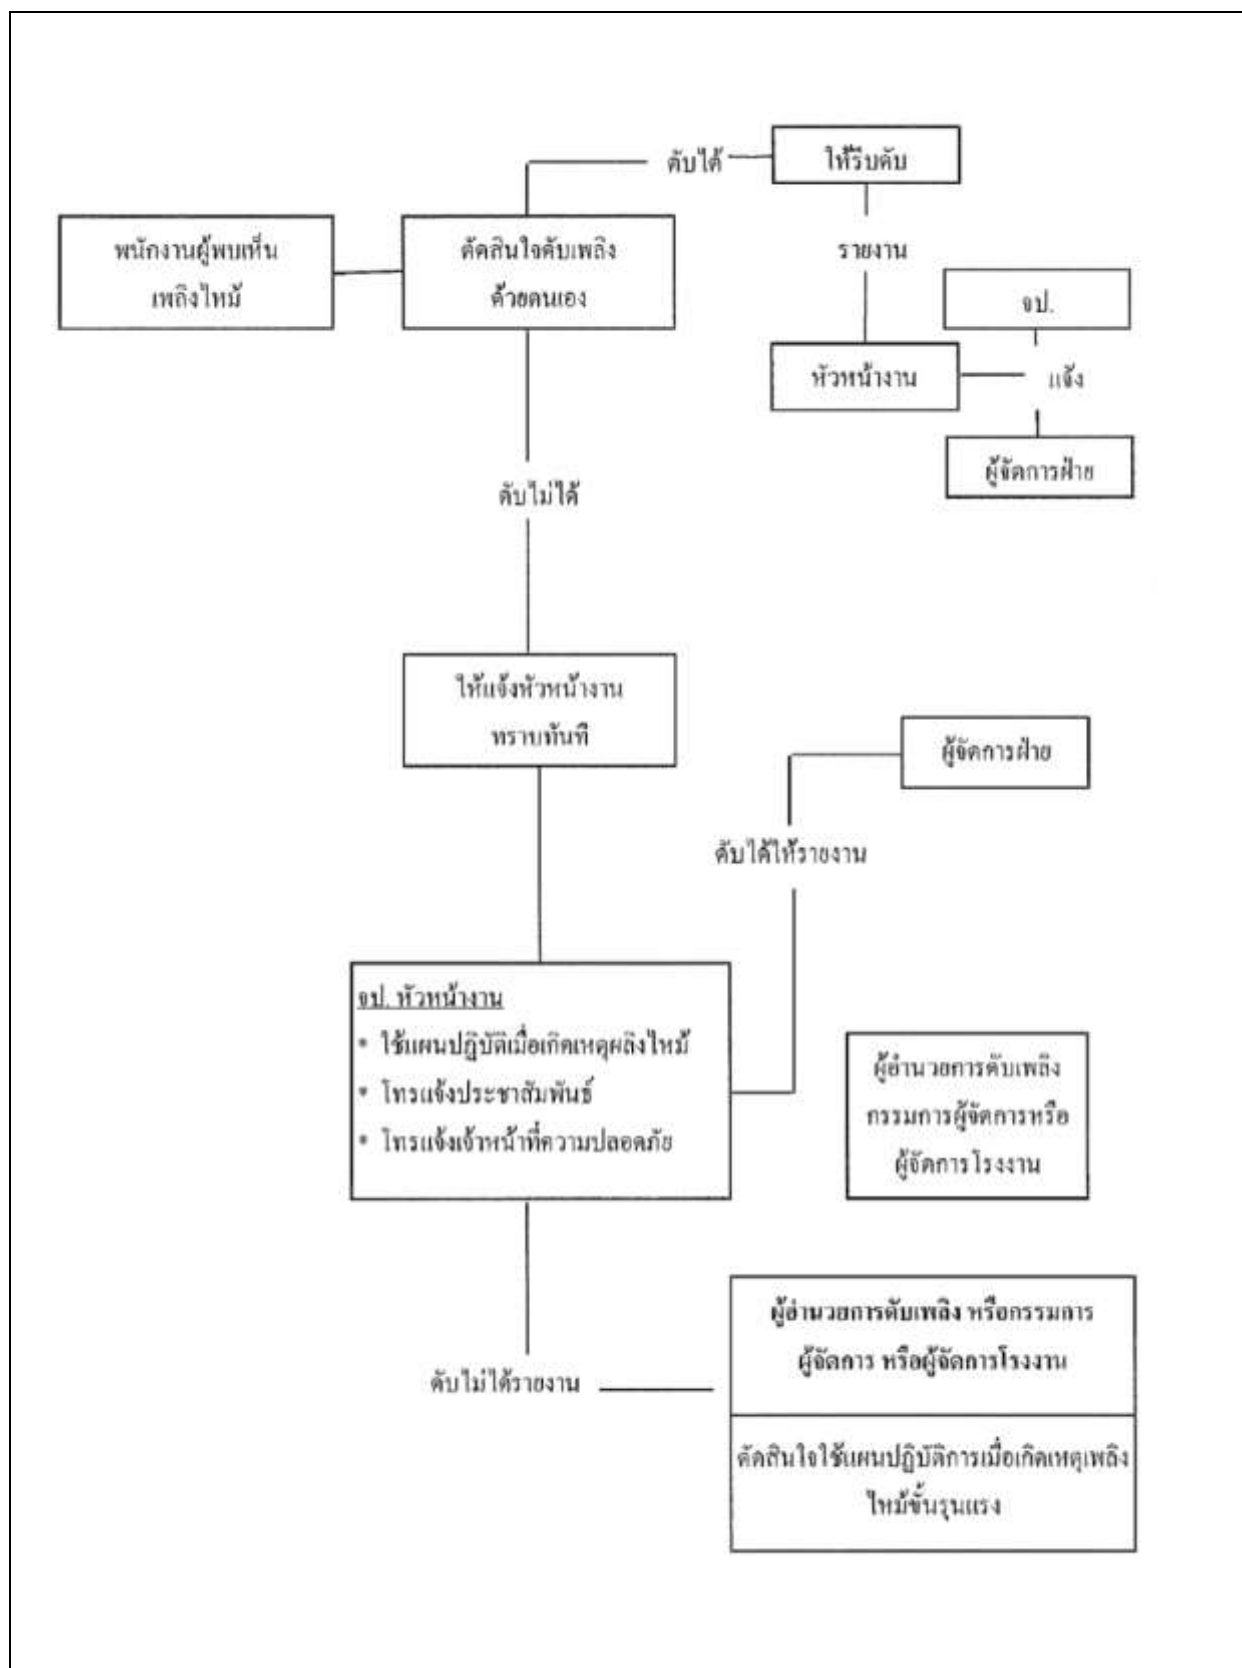 ดับได้
ให้รีบดับ
พนักงานผู้พบเห็น
เพลิงไหม้
ตัดสินใจดับเพลิง
ด้วยตนเอง
รายงาน
จป.
หัวหน้างาน
แจ้ง
ผู้จัดการฝ่าย
ดับไม่ได้
ให้แจ้งหัวหน้างาน
ทราบทันที
ผู้จัดการฝ่าย
ดับได้ให้รายงาน
จป. หัวหน้างาน
* ใช้แผนปฏิบัติเมื่อเกิดเหตุผลิงไหม้
* โทรแจ้งประชาสัมพันธ์
* โทรแจ้งเจ้าหน้าที่ความปลอดภัย
ผู้อำนวยการดับเพลิง
กรรมการผู้จัดการหรือ
ผู้จัดการโรงงาน
ผู้อำนวยการดับเพลิง หรือกรรมการ
ผู้จัดการ หรือผู้จัดการโรงงาน
ดับไม่ได้รายงาน
ตัดสินใจใช้แผนปฏิบัติการเมื่อเกิดเหตุเพลิง
ไหม้ขั้นรุนแรง